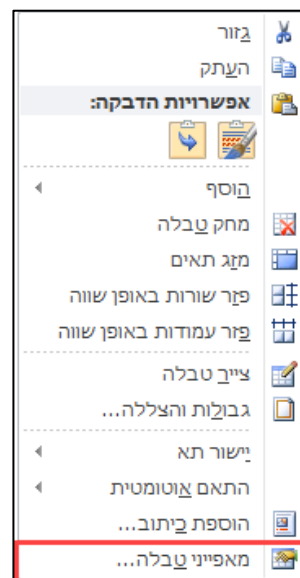 גזור
העתק
אפשרויות הדבקה:
הוסף
מחק טבלה
מזג תאים
פזר שורות באופן שווה
פזר עמודות באופן שווה
צייר טבלה
גבולות והצללה...
יישור תא
התאם אוטומטית
הוספת כיתוב...
מאפייני טבלה...